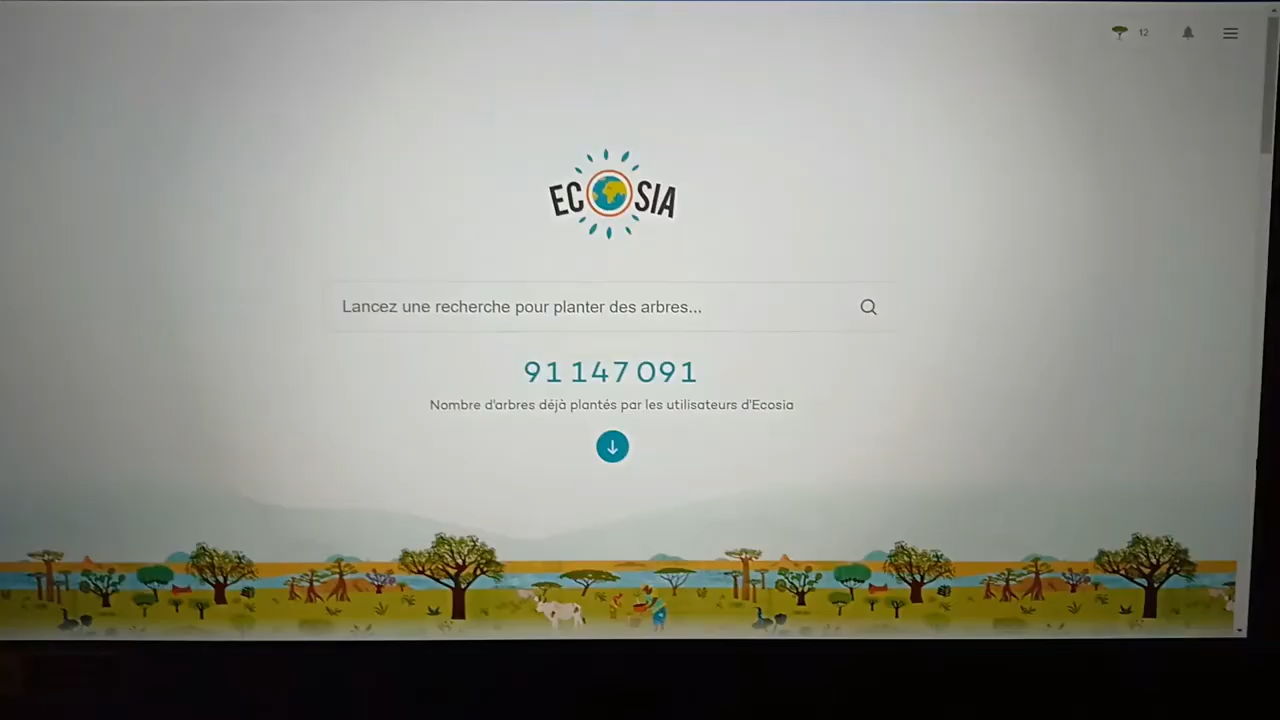 12
ECOSIA
Lancez une recherche pour planter des arbres...
91 147 091
Nombre d'arbres déjà plantés par les utilisateurs d'Ecosia